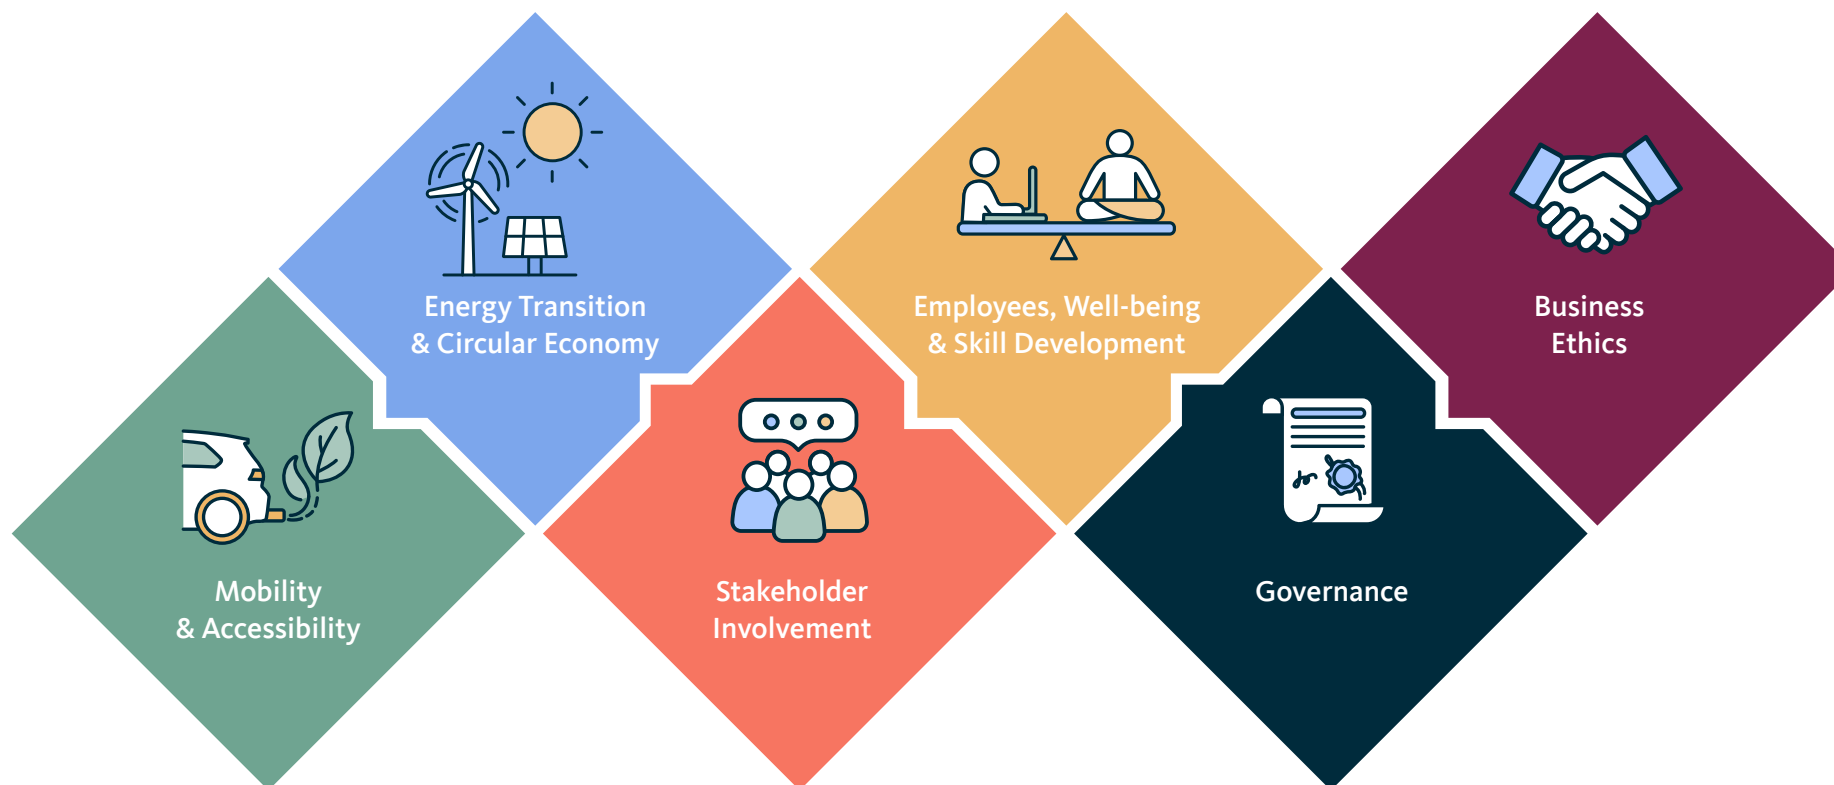 Energy Transition
& Circular Economy
Employees, Well-being
& Skill Development
Business
Ethics
Mobility
& Accessibility
Stakeholder
Involvement
Governance